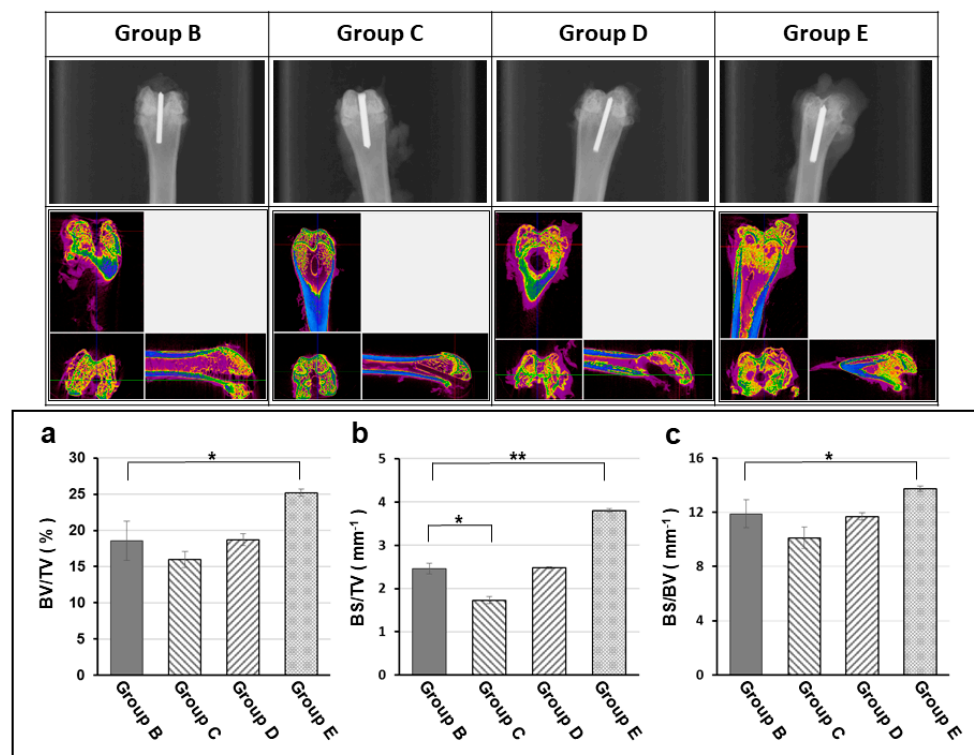 Group B Group C Group D Group E
a
BV/TV ( % )
30
25
20
15
10
5
0
*
Group B
Group C
Group D
Group E
b
BS/TV ( mm⁻¹ )
5
4
3
2
1
0
**
*
Group B
Group C
Group D
Group E
c
BS/BV ( mm⁻¹ )
16
12
8
4
0
*
Group B
Group C
Group D
Group E